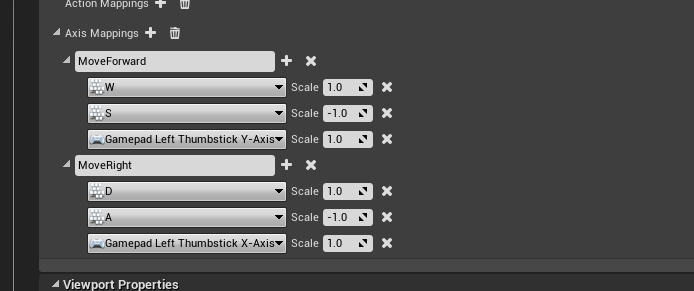 Action Mappings
Axis Mappings
MoveForward
W Scale 1.0
S Scale -1.0
Gamepad Left Thumbstick Y-Axis Scale 1.0
MoveRight
D Scale 1.0
A Scale -1.0
Gamepad Left Thumbstick X-Axis Scale 1.0
Viewport Properties